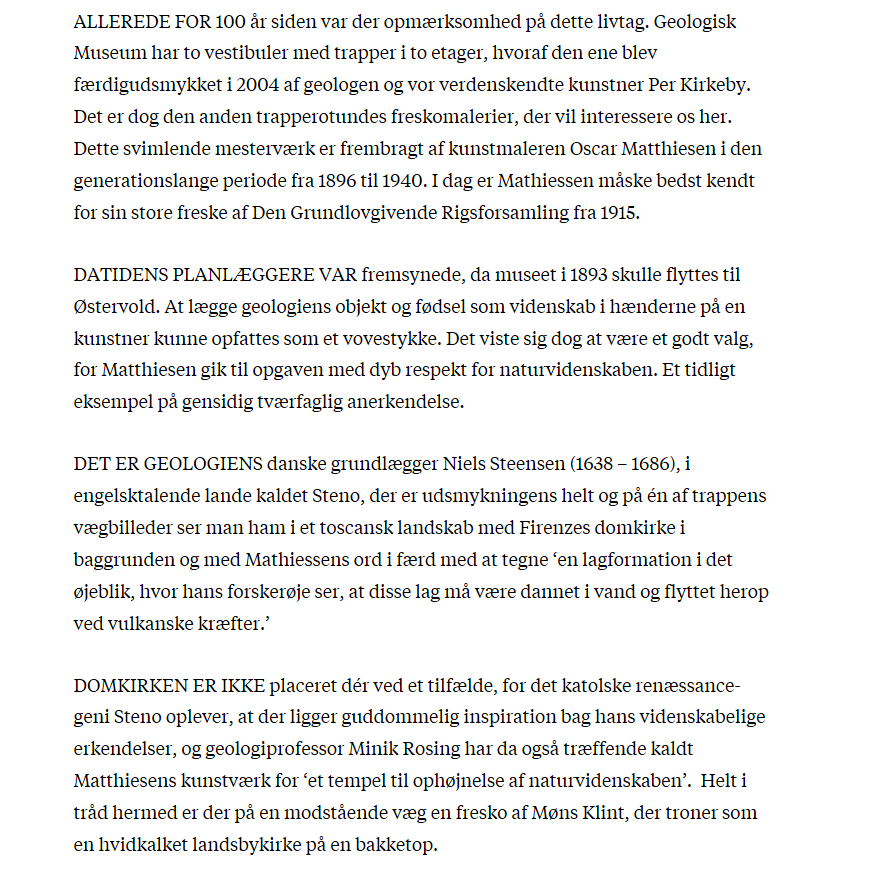 ALLEREDE FOR 100 år siden var der opmærksomhed på dette livtag. Geologisk
Museum har to vestibuler med trapper i to etager, hvoraf den ene blev
færdigudsmykket i 2004 af geologen og vor verdenskendte kunstner Per Kirkeby.
Det er dog den anden trapperotundes freskomalerier, der vil interessere os her.
Dette svimlende mesterværk er frembragt af kunstmaleren Oscar Matthiesen i den
generationslange periode fra 1896 til 1940. I dag er Mathiessen måske bedst kendt
for sin store freske af Den Grundlovgivende Rigsforsamling fra 1915.

DATIDENS PLANLÆGGERE VAR fremsynede, da museet i 1893 skulle flyttes til
Østervold. At lægge geologiens objekt og fødsel som videnskab i hænderne på en
kunstner kunne opfattes som et vovestykke. Det viste sig dog at være et godt valg,
for Matthiesen gik til opgaven med dyb respekt for naturvidenskaben. Et tidligt
eksempel på gensidig tværfaglig anerkendelse.

DET ER GEOLOGIENS danske grundlægger Niels Steensen (1638 – 1686), i
engelsktalende lande kaldet Steno, der er udsmykningens helt og på én af trappens
vægbilleder ser man ham i et toscansk landskab med Firenzes domkirke i
baggrunden og med Mathiessens ord i færd med at tegne ‘en lagformation i det
øjeblik, hvor hans forskerøje ser, at disse lag må være dannet i vand og flyttet herop
ved vulkanske kræfter.’

DOMKIRKEN ER IKKE placeret dér ved et tilfælde, for det katolske renæssance-
geni Steno oplever, at der ligger guddommelig inspiration bag hans videnskabelige
erkendelser, og geologiprofessor Minik Rosing har da også træffende kaldt
Matthiesens kunstværk for ‘et tempel til ophøjnelse af naturvidenskaben’.  Helt i
tråd hermed er der på en modstående væg en fresko af Møns Klint, der troner som
en hvidkalket landsbykirke på en bakketop.